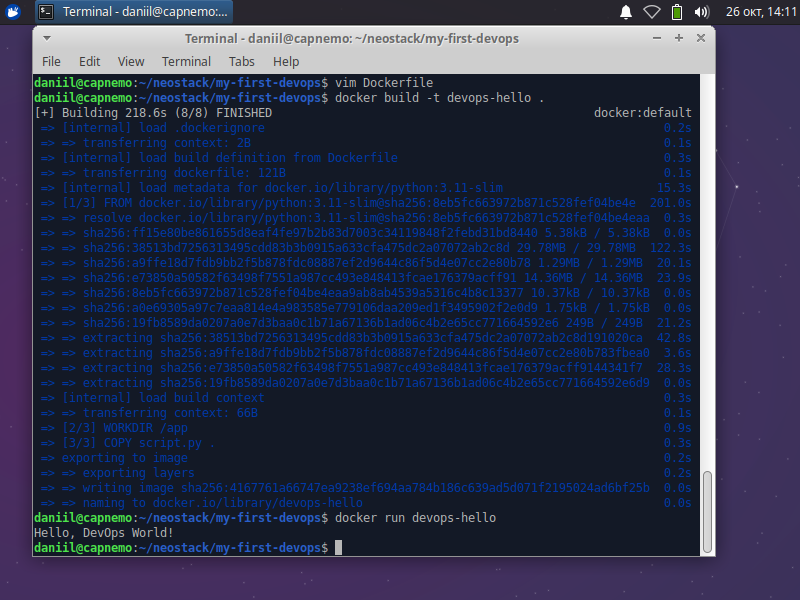 Terminal - daniil@capnemo:...
26 окт, 14:11
Terminal - daniil@capnemo: ~/neostack/my-first-devops
File Edit View Terminal Tabs Help
daniil@capnemo:~/neostack/my-first-devops$ vim Dockerfile
daniil@capnemo:~/neostack/my-first-devops$ docker build -t devops-hello .
[+] Building 218.6s (8/8) FINISHED docker:default
=> [internal] load .dockerignore 0.2s
=> => transferring context: 2B 0.1s
=> [internal] load build definition from Dockerfile 0.3s
=> => transferring dockerfile: 121B 0.1s
=> [internal] load metadata for docker.io/library/python:3.11-slim 15.3s
=> [1/3] FROM docker.io/library/python:3.11-slim@sha256:8eb5fc663972b871c528fef04be4e 201.0s
=> => resolve docker.io/library/python:3.11-slim@sha256:8eb5fc663972b871c528fef04be4eaa 0.3s
=> => sha256:ff15e80be861655d8eaf4fe97b2b83d7003c34119848f2febd31bd8440 5.38kB / 5.38kB 0.0s
=> => sha256:38513bd7256313495cdd83b3b0915a633cfa475dc2a07072ab2c8d 29.78MB / 29.78MB 122.3s
=> => sha256:a9ffe18d7fdb9bb2f5b878fdc08887ef2d9644c86f5d4e07cc2e80b78 1.29MB / 1.29MB 20.1s
=> => sha256:e73850a50582f63498f7551a987cc493e848413fcae176379acff91 14.36MB / 14.36MB 23.9s
=> => sha256:8eb5fc663972b871c528fef04be4eaa9ab8ab4539a5316c4b8c13377 10.37kB / 10.37kB 0.0s
=> => sha256:a0e69305a97c7eaa814e4a983585e779106daa209ed1f3495902f2e0d9 1.75kB / 1.75kB 0.0s
=> => sha256:19fb8589da0207a0e7d3baa0c1b71a67136b1ad06c4b2e65cc771664592e6 249B / 249B 21.2s
=> => extracting sha256:38513bd7256313495cdd83b3b0915a633cfa475dc2a07072ab2c8d191020ca 42.8s
=> => extracting sha256:a9ffe18d7fdb9bb2f5b878fdc08887ef2d9644c86f5d4e07cc2e80b783fbea0 3.6s
=> => extracting sha256:e73850a50582f63498f7551a987cc493e848413fcae176379acff9144341f7 28.3s
=> => extracting sha256:19fb8589da0207a0e7d3baa0c1b71a67136b1ad06c4b2e65cc771664592e6d9 0.0s
=> [internal] load build context 0.3s
=> => transferring context: 66B 0.1s
=> [2/3] WORKDIR /app 0.9s
=> [3/3] COPY script.py . 0.3s
=> exporting to image 0.2s
=> => exporting layers 0.2s
=> => writing image sha256:4167761a66747ea9238ef694aa784b186c639ad5d071f2195024ad6bf25b 0.0s
=> => naming to docker.io/library/devops-hello 0.0s
daniil@capnemo:~/neostack/my-first-devops$ docker run devops-hello
Hello, DevOps World!
daniil@capnemo:~/neostack/my-first-devops$